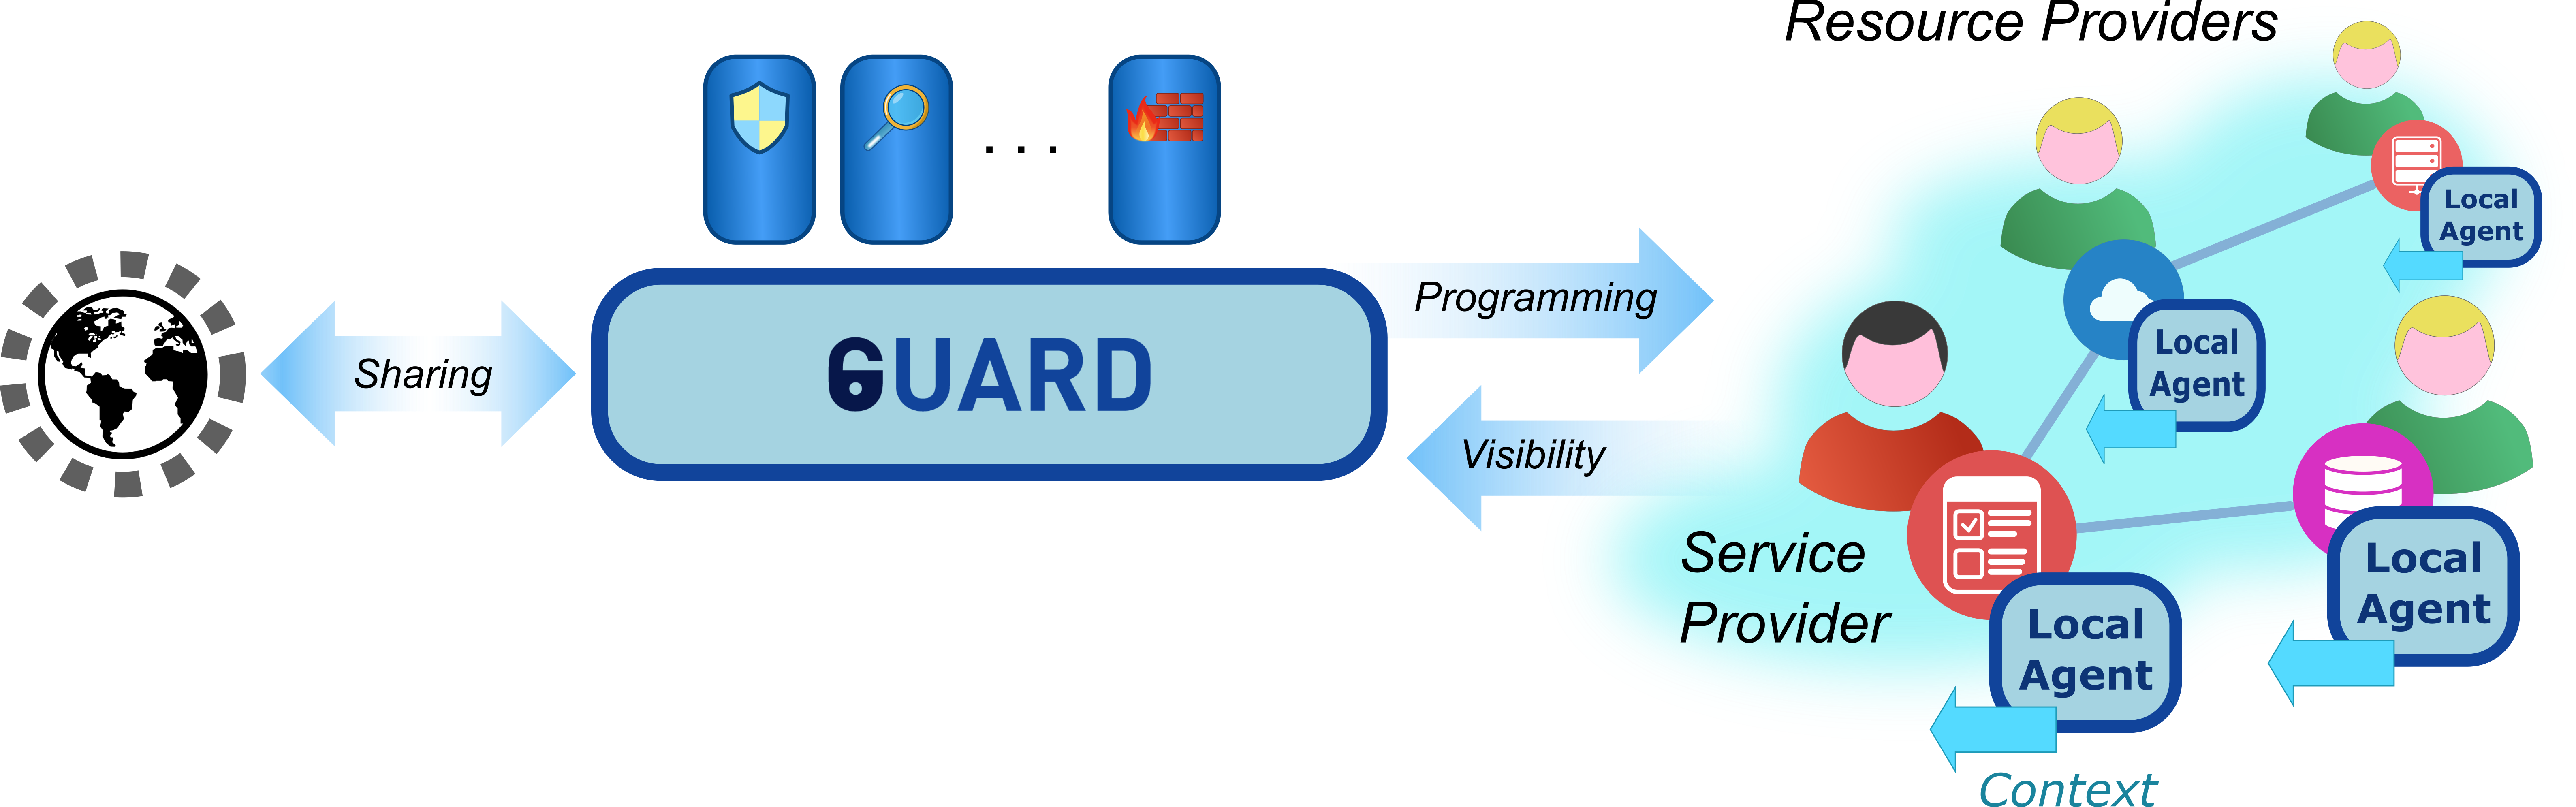 Resource Providers
. . .
Local
Agent
Programming
Local
Agent
Sharing
GUARD
Visibility
Service
Provider
Local
Agent
Local
Agent
Context